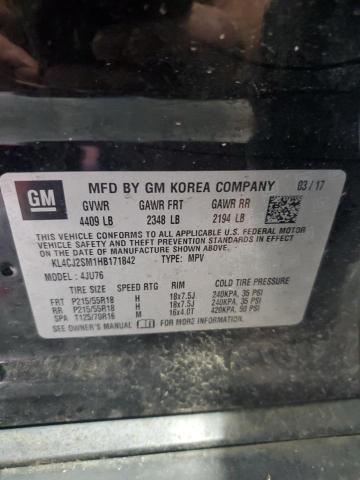 GM
MFD BY GM KOREA COMPANY 03/17
GVWR GAWR FRT GAWR RR
4409 LB 2348 LB 2194 LB
THIS VEHICLE CONFORMS TO ALL APPLICABLE U.S. FEDERAL MOTOR
VEHICLE SAFETY, BUMPER, AND THEFT PREVENTION STANDARDS IN
EFFECT ON THE DATE OF MANUFACTURE SHOWN ABOVE.
KL4CJ2SM1HB171842 TYPE: MPV
MODEL: 4JU76
TIRE SIZE SPEED RTG RIM COLD TIRE PRESSURE
FRT P215/55R18 H 18x7.5J 240KPA, 35 PSI
RR P215/55R18 H 18x7.5J 240KPA, 35 PSI
SPA T125/70R16 M 16x4.0T 420KPA, 60 PSI
SEE OWNER'S MANUAL FOR MORE INFORMATION.